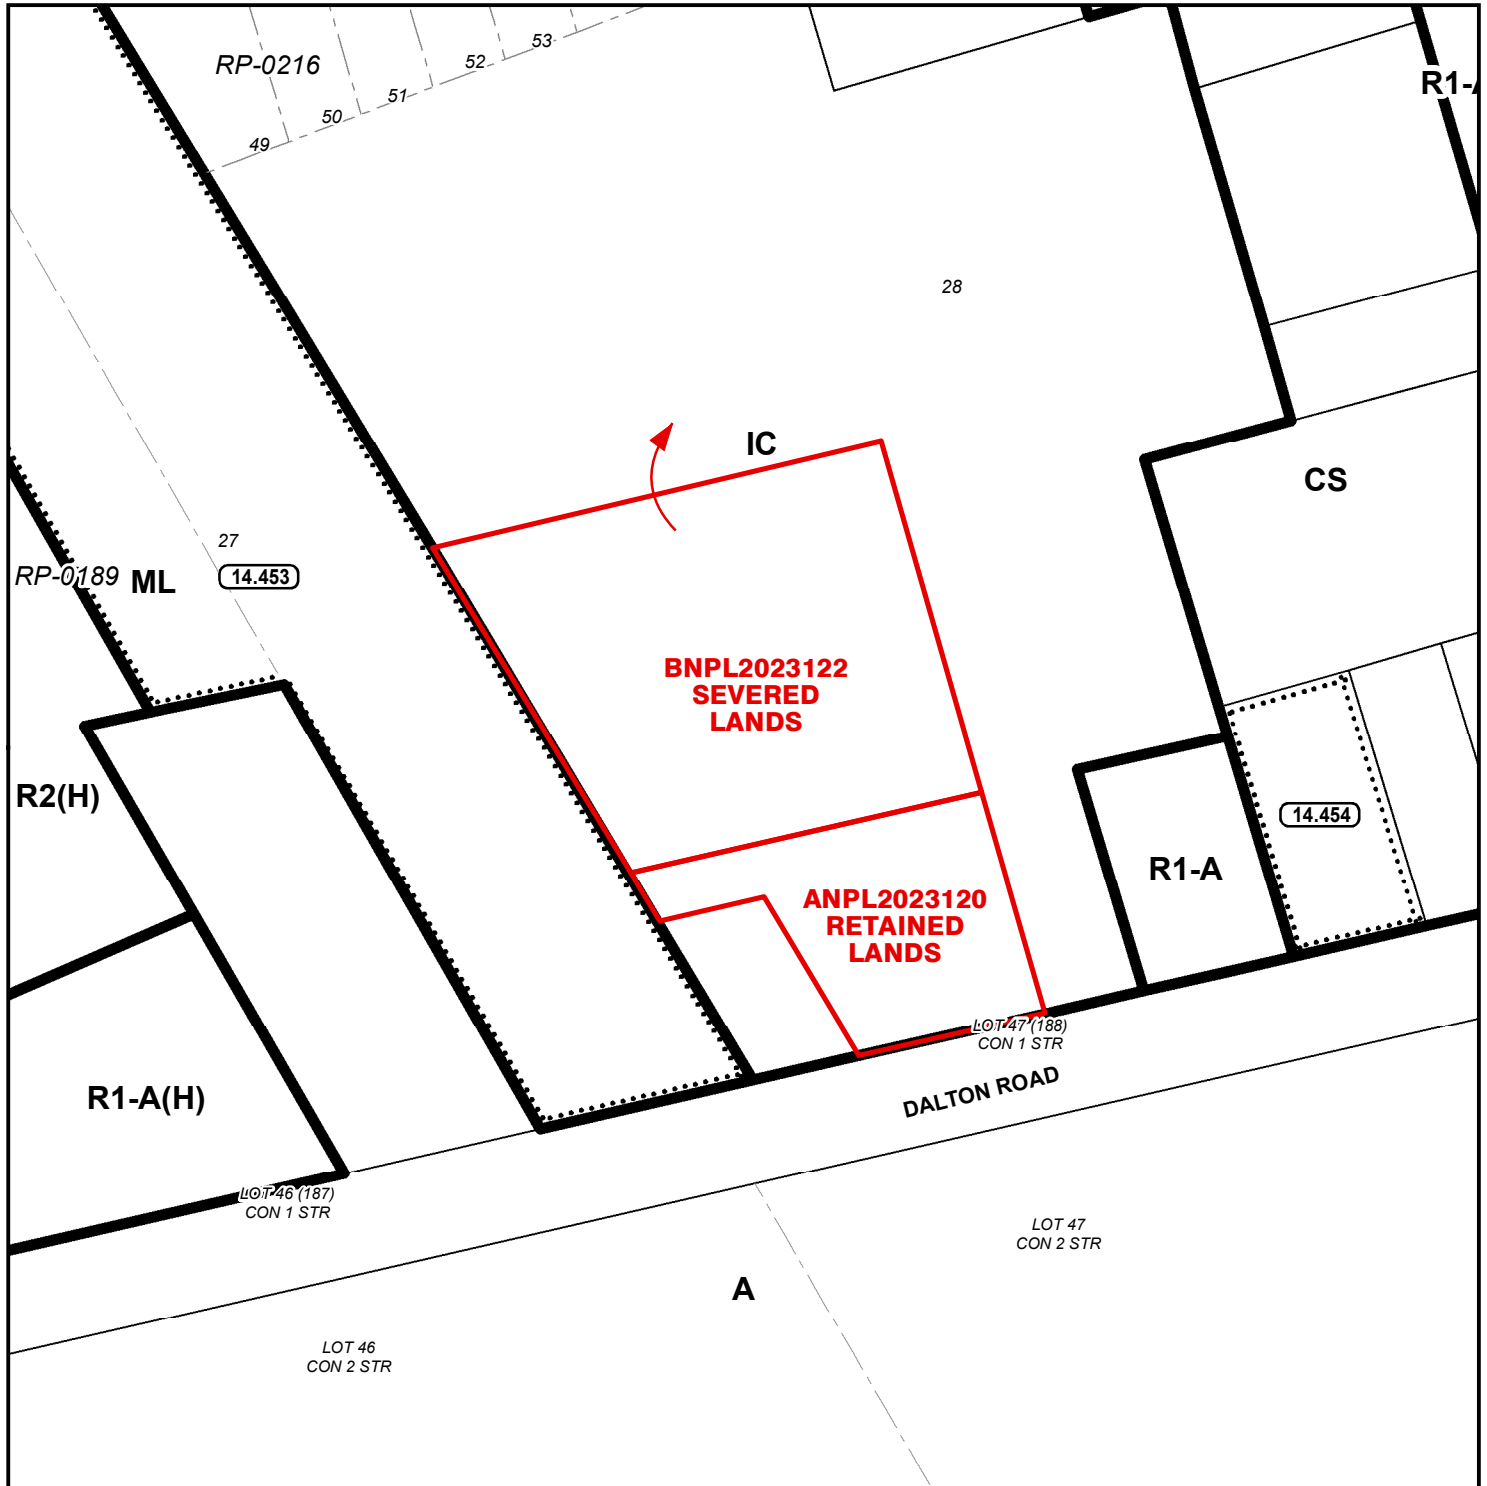 53
52
RP-0216
51
50
49
R1-A
28
IC
CS
27
RP-0189
ML
14.453
BNPL2023122
SEVERED
LANDS
R2(H)
14.454
R1-A
ANPL2023120
RETAINED
LANDS
LOT 47 (188)
CON 1 STR
DALTON ROAD
R1-A(H)
LOT 46 (187)
CON 1 STR
LOT 47
CON 2 STR
A
LOT 46
CON 2 STR